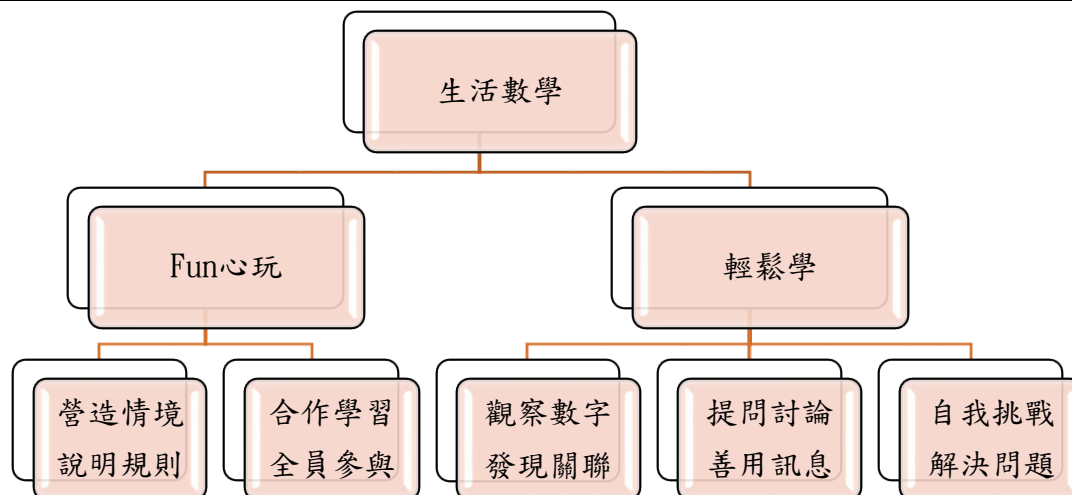 生活數學
Fun心玩
輕鬆學
營造情境
說明規則
合作學習
全員參與
觀察數字
發現關聯
提問討論
善用訊息
自我挑戰
解決問題